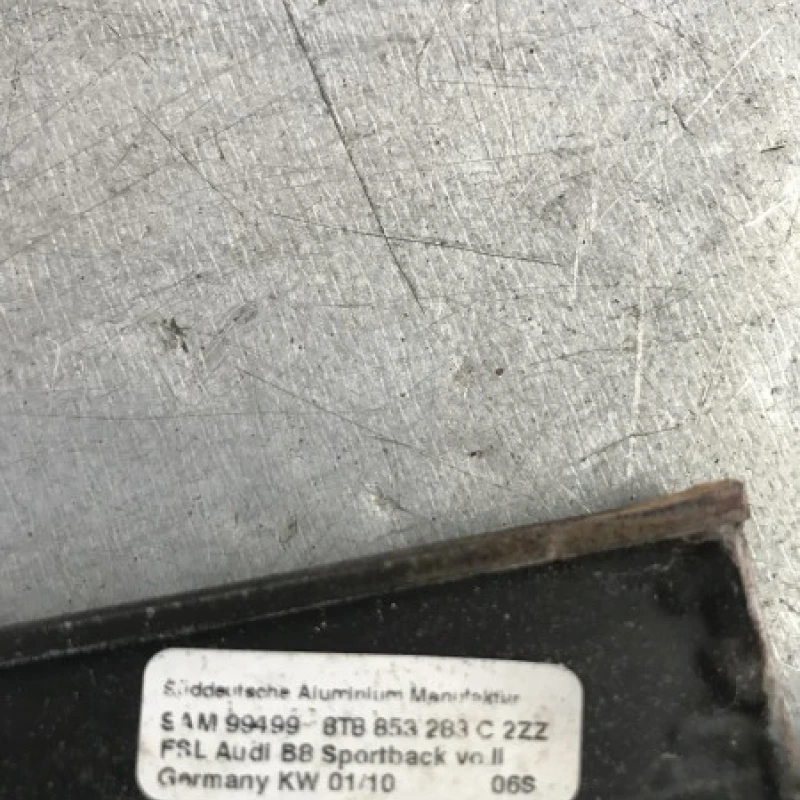 Süddeutsche Aluminium Manufaktur
SAM 99499 8T8 853 283 C 2ZZ
FSL Audi B8 Sportback vo li
Germany KW 01/10 06S